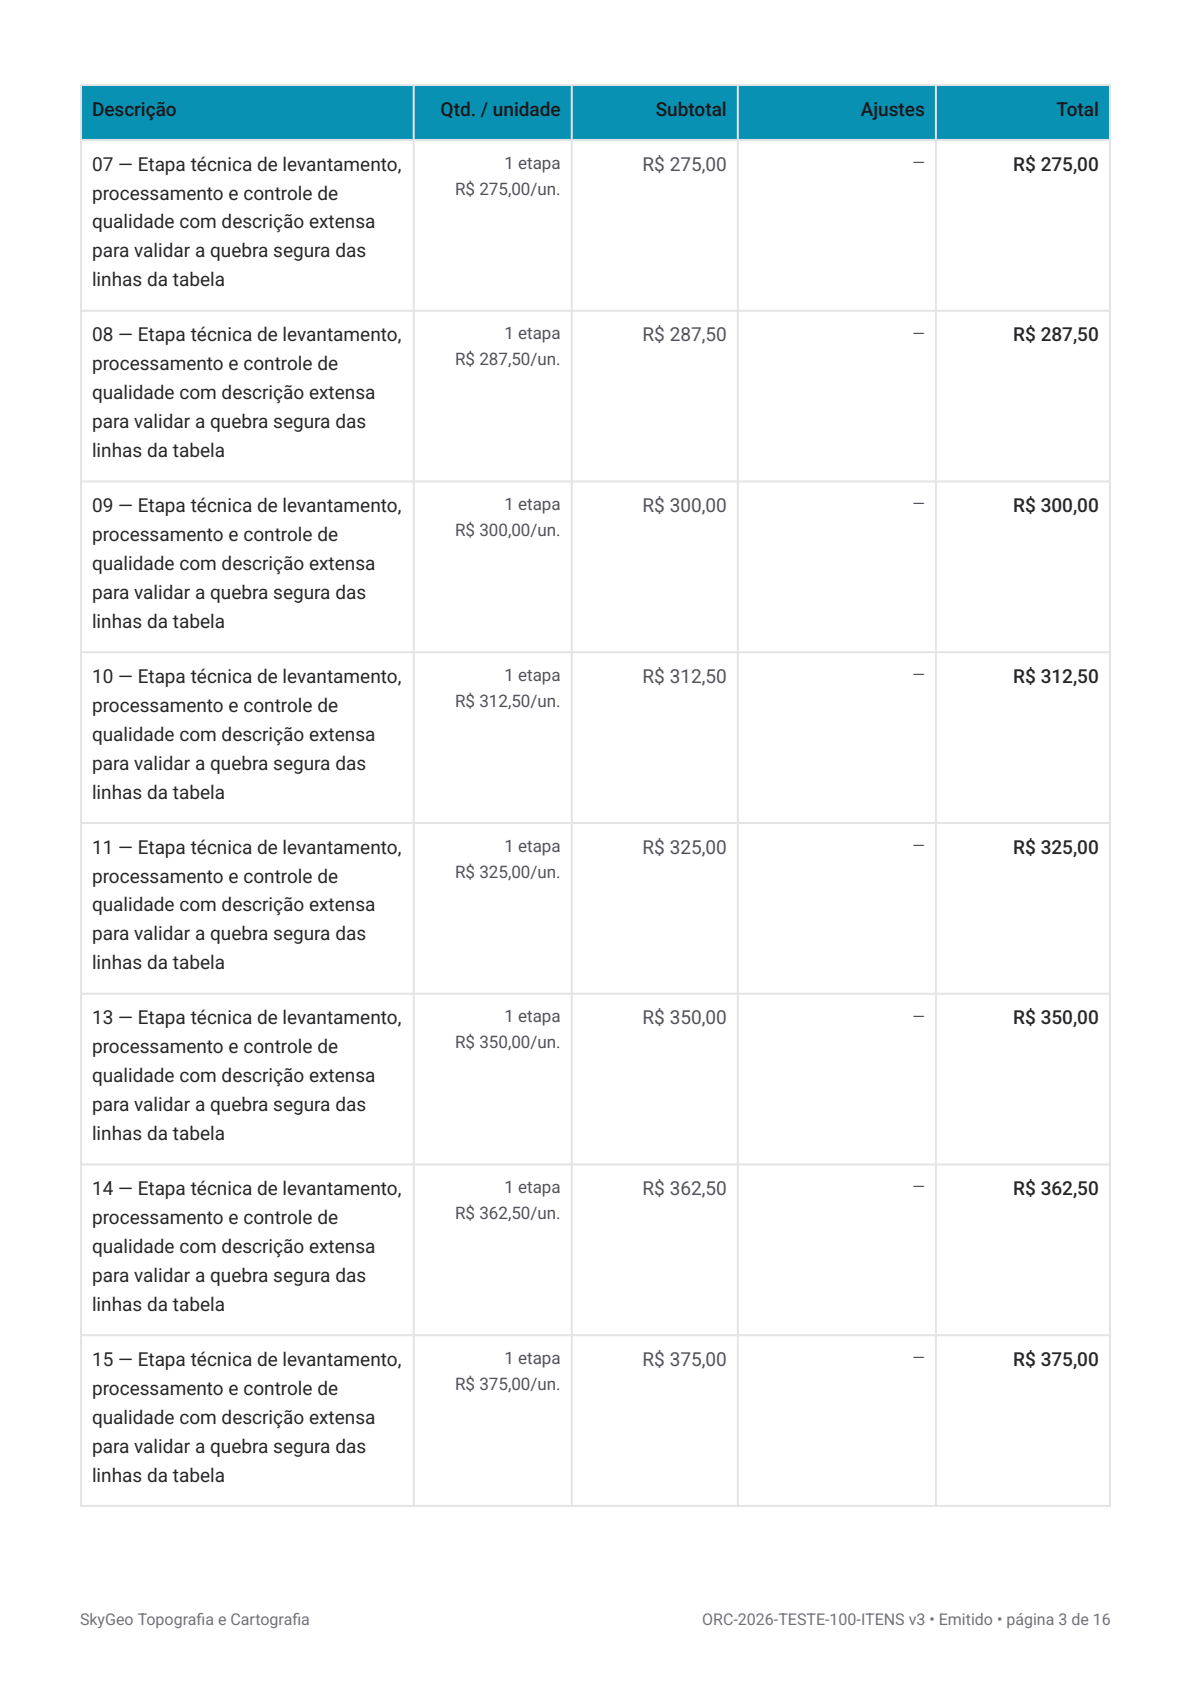 Descrição Qtd. / unidade Subtotal Ajustes Total
07 — Etapa técnica de levantamento, 1 etapa R$ 275,00 — R$ 275,00
processamento e controle de R$ 275,00/un.
qualidade com descrição extensa
para validar a quebra segura das
linhas da tabela
08 — Etapa técnica de levantamento, 1 etapa R$ 287,50 — R$ 287,50
processamento e controle de R$ 287,50/un.
qualidade com descrição extensa
para validar a quebra segura das
linhas da tabela
09 — Etapa técnica de levantamento, 1 etapa R$ 300,00 — R$ 300,00
processamento e controle de R$ 300,00/un.
qualidade com descrição extensa
para validar a quebra segura das
linhas da tabela
10 — Etapa técnica de levantamento, 1 etapa R$ 312,50 — R$ 312,50
processamento e controle de R$ 312,50/un.
qualidade com descrição extensa
para validar a quebra segura das
linhas da tabela
11 — Etapa técnica de levantamento, 1 etapa R$ 325,00 — R$ 325,00
processamento e controle de R$ 325,00/un.
qualidade com descrição extensa
para validar a quebra segura das
linhas da tabela
13 — Etapa técnica de levantamento, 1 etapa R$ 350,00 — R$ 350,00
processamento e controle de R$ 350,00/un.
qualidade com descrição extensa
para validar a quebra segura das
linhas da tabela
14 — Etapa técnica de levantamento, 1 etapa R$ 362,50 — R$ 362,50
processamento e controle de R$ 362,50/un.
qualidade com descrição extensa
para validar a quebra segura das
linhas da tabela
15 — Etapa técnica de levantamento, 1 etapa R$ 375,00 — R$ 375,00
processamento e controle de R$ 375,00/un.
qualidade com descrição extensa
para validar a quebra segura das
linhas da tabela
SkyGeo Topografia e Cartografia ORC-2026-TESTE-100-ITENS v3 • Emitido • página 3 de 16